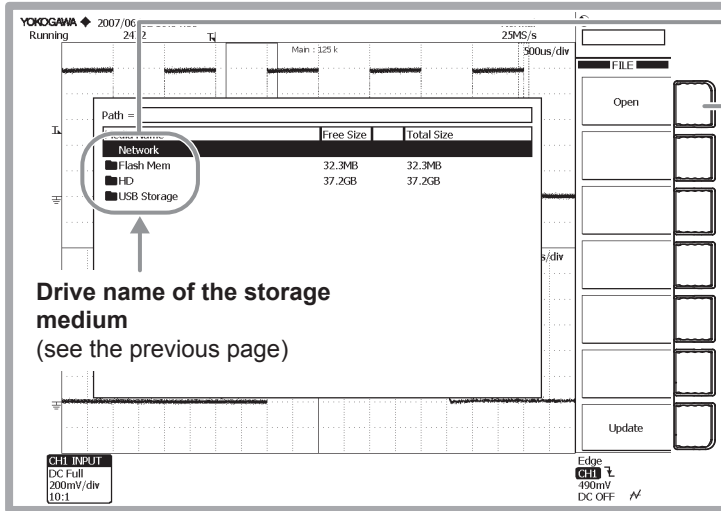 YOKOGAWA ◆ 2007/06
Running
25MS/s
Main : 125 k
500us/div
FILE
Open
Path =
Free Size Total Size
Network
Flash Mem 32.3MB 32.3MB
HD 37.2GB 37.2GB
USB Storage
s/div
Drive name of the storage
medium
(see the previous page)
Update
CH1 INPUT
DC Full
200mV/div
10:1
Edge
CH1
490mV
DC OFF